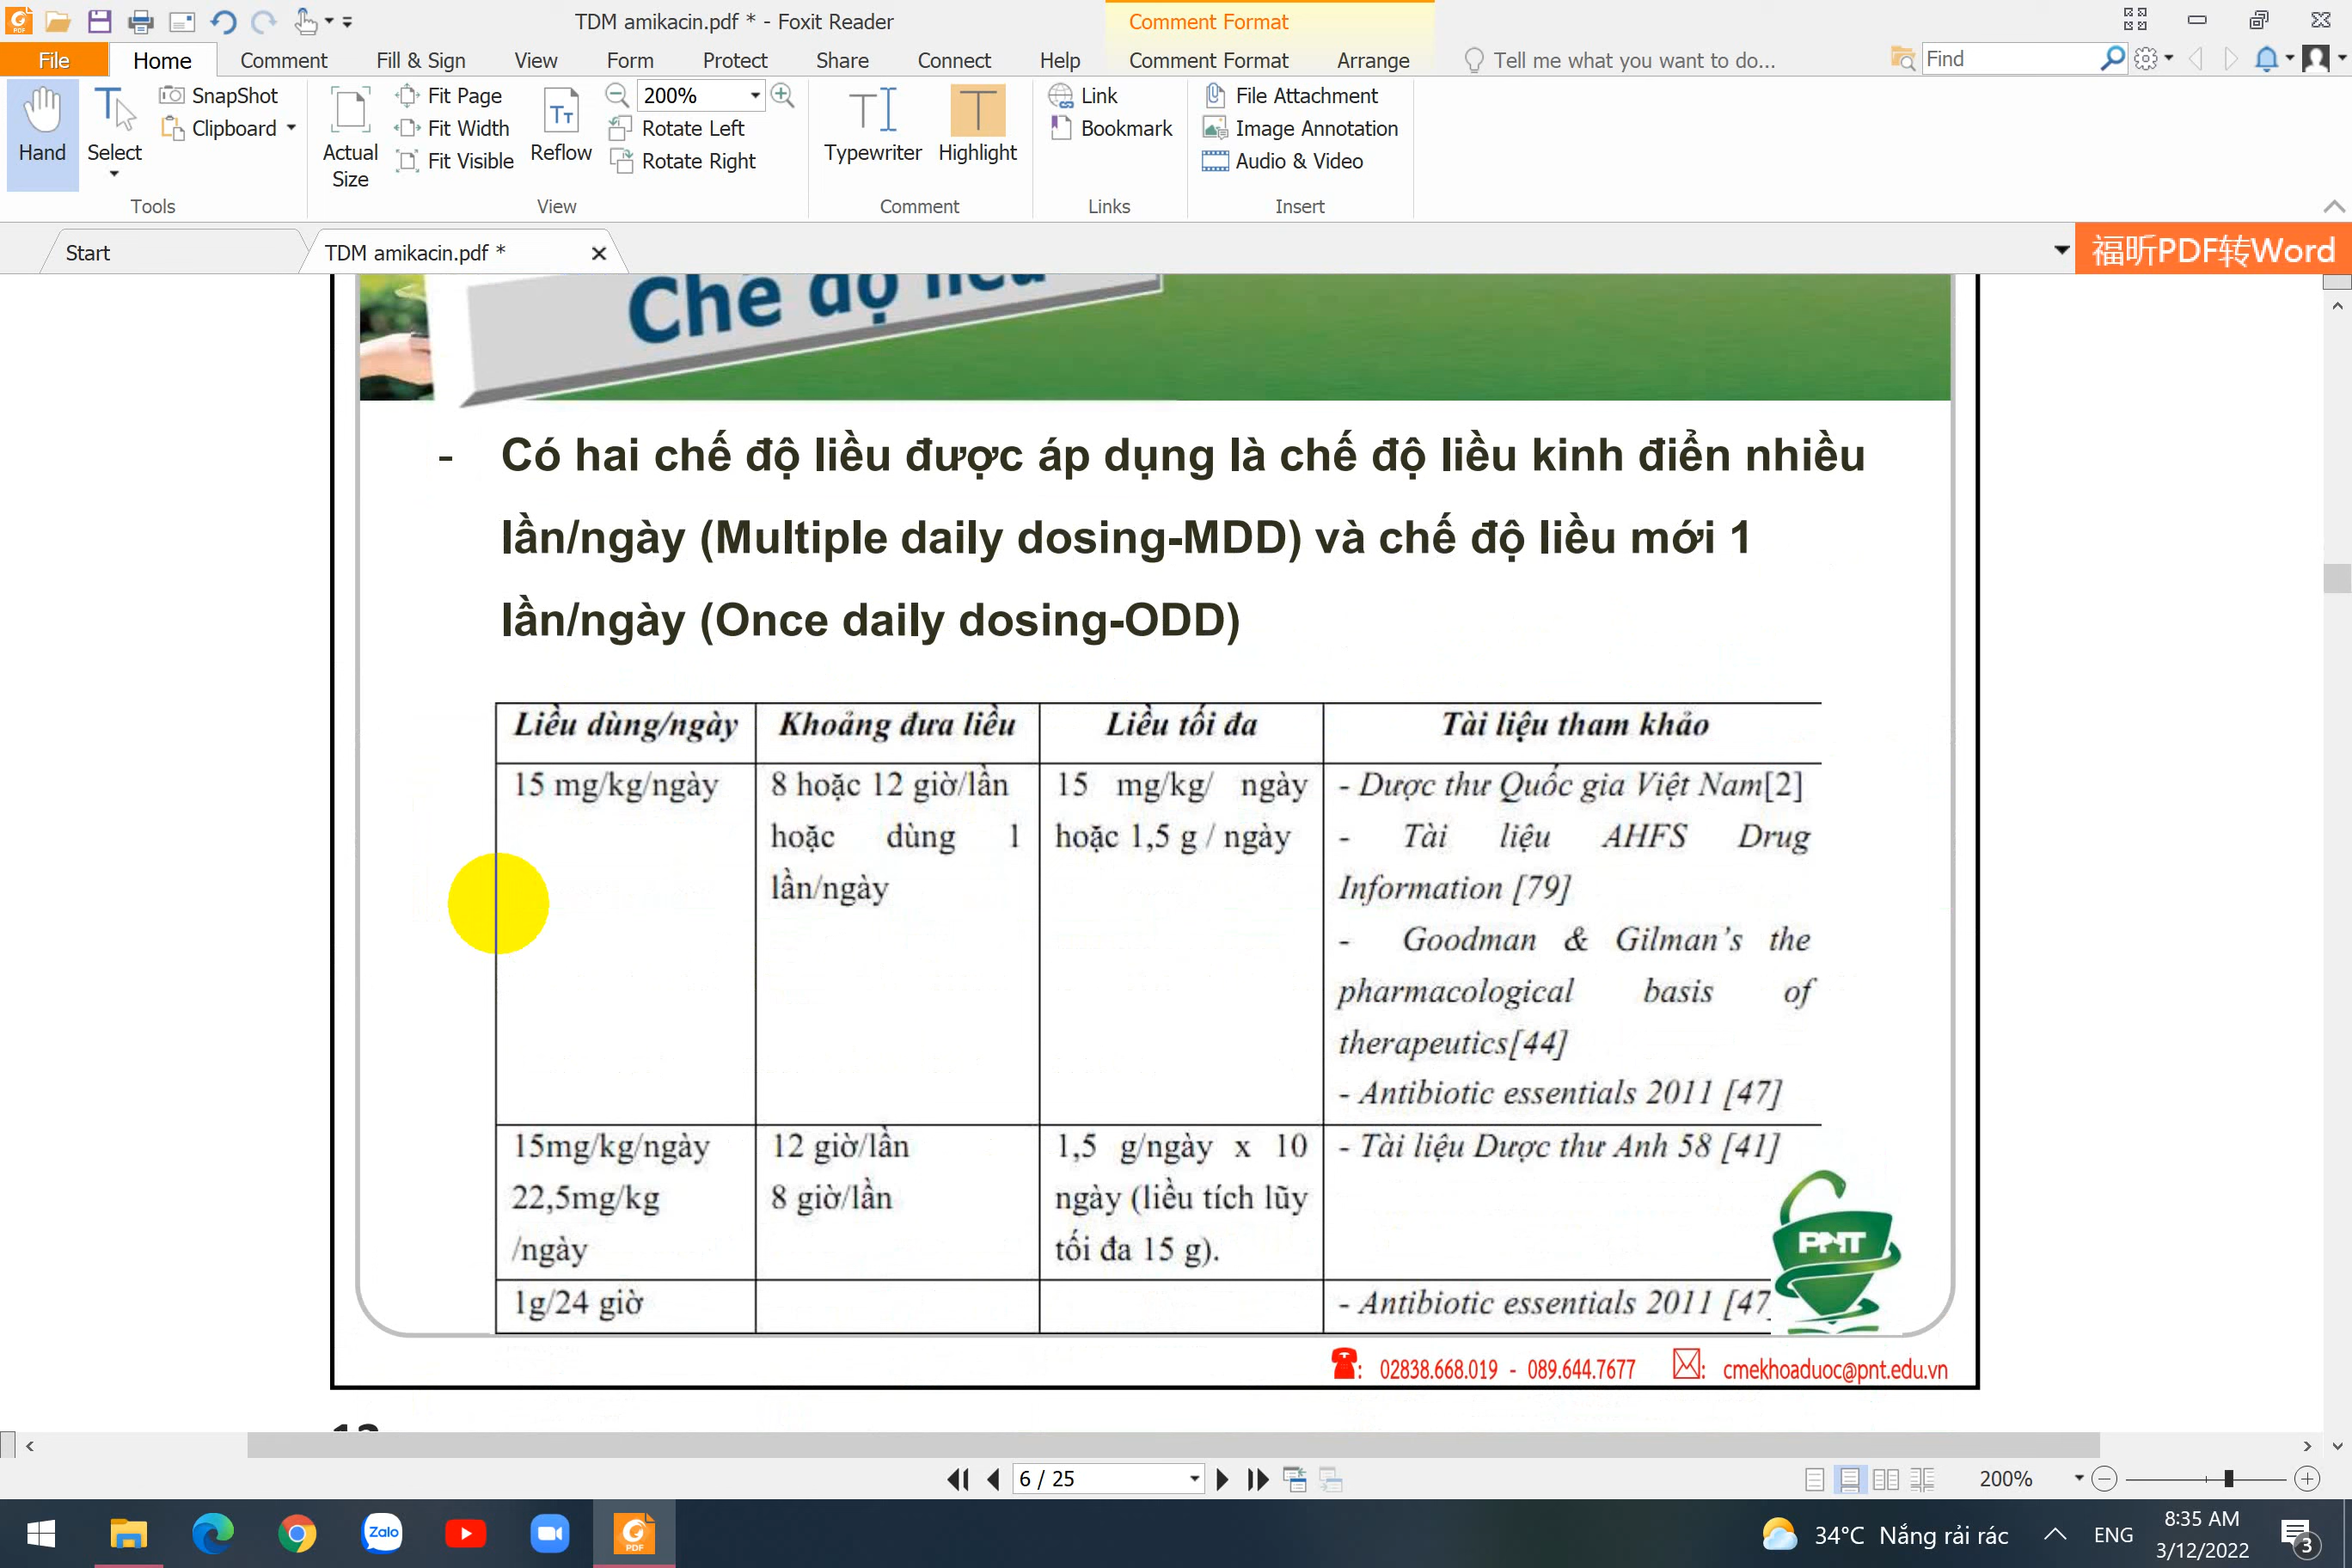 TDM amikacin.pdf * - Foxit Reader
Comment Format
File
Home
Comment
Fill & Sign
View
Form
Protect
Share
Connect
Help
Comment Format
Arrange
Tell me what you want to do...
Find
Hand
Select
SnapShot
Clipboard
Actual
Size
Fit Page
Fit Width
Fit Visible
Reflow
200%
Rotate Left
Rotate Right
Typewriter
Highlight
Link
Bookmark
File Attachment
Image Annotation
Audio & Video
Tools
View
Comment
Links
Insert
Start
TDM amikacin.pdf *
福昕PDF转Word
Chế độ liều
- Có hai chế độ liều được áp dụng là chế độ liều kinh điển nhiều
lần/ngày (Multiple daily dosing-MDD) và chế độ liều mới 1
lần/ngày (Once daily dosing-ODD)
Liều dùng/ngày
Khoảng đưa liều
Liều tối đa
Tài liệu tham khảo
15 mg/kg/ngày
8 hoặc 12 giờ/lần
hoặc dùng 1
lần/ngày
15 mg/kg/ ngày
hoặc 1,5 g / ngày
- Dược thư Quốc gia Việt Nam[2]
- Tài liệu AHFS Drug
Information [79]
- Goodman & Gilman's the
pharmacological basis of
therapeutics[44]
- Antibiotic essentials 2011 [47]
15mg/kg/ngày
22,5mg/kg
/ngày
12 giờ/lần
8 giờ/lần
1,5 g/ngày x 10
ngày (liều tích lũy
tối đa 15 g).
- Tài liệu Dược thư Anh 58 [41]
1g/24 giờ
- Antibiotic essentials 2011 [47
PNT
: 02838.668.019 - 089.644.7677
: cmekhoaduoc@pnt.edu.vn
6 / 25
200%
Zalo
PDF
34°C Nắng rải rác
ENG
8:35 AM
3/12/2022
3